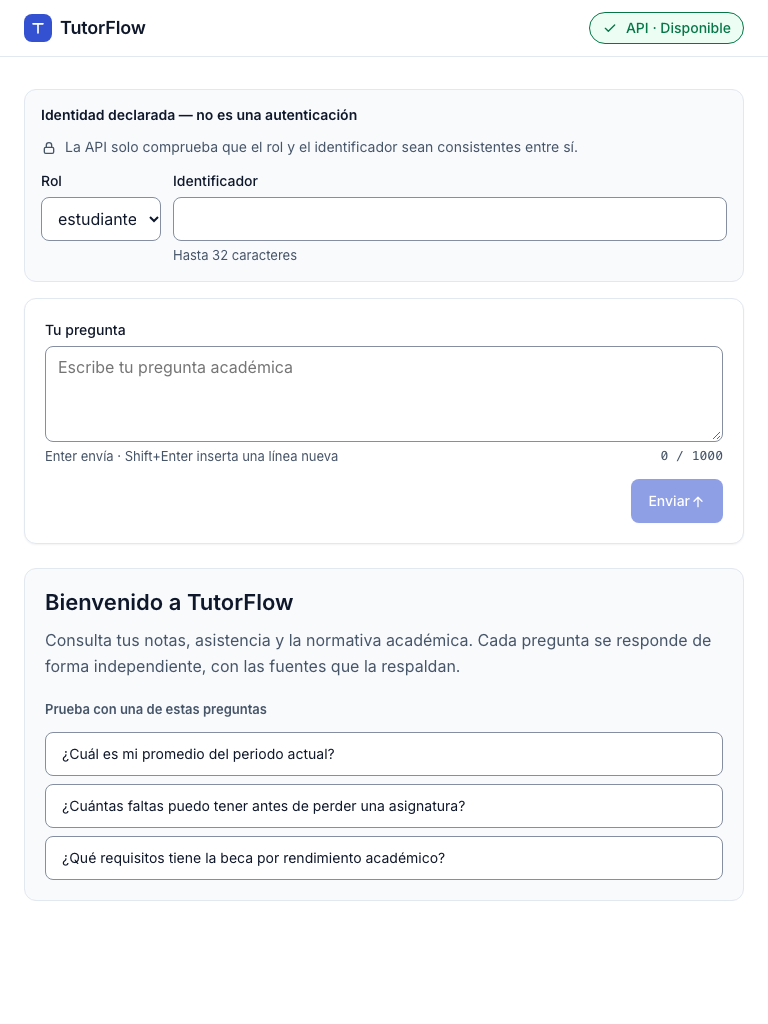 T TutorFlow
API · Disponible
Identidad declarada — no es una autenticación
La API solo comprueba que el rol y el identificador sean consistentes entre sí.
Rol
Identificador
estudiante
Hasta 32 caracteres
Tu pregunta
Escribe tu pregunta académica
Enter envía · Shift+Enter inserta una línea nueva
0 / 1000
Enviar ↑
Bienvenido a TutorFlow
Consulta tus notas, asistencia y la normativa académica. Cada pregunta se responde de
forma independiente, con las fuentes que la respaldan.
Prueba con una de estas preguntas
¿Cuál es mi promedio del periodo actual?
¿Cuántas faltas puedo tener antes de perder una asignatura?
¿Qué requisitos tiene la beca por rendimiento académico?